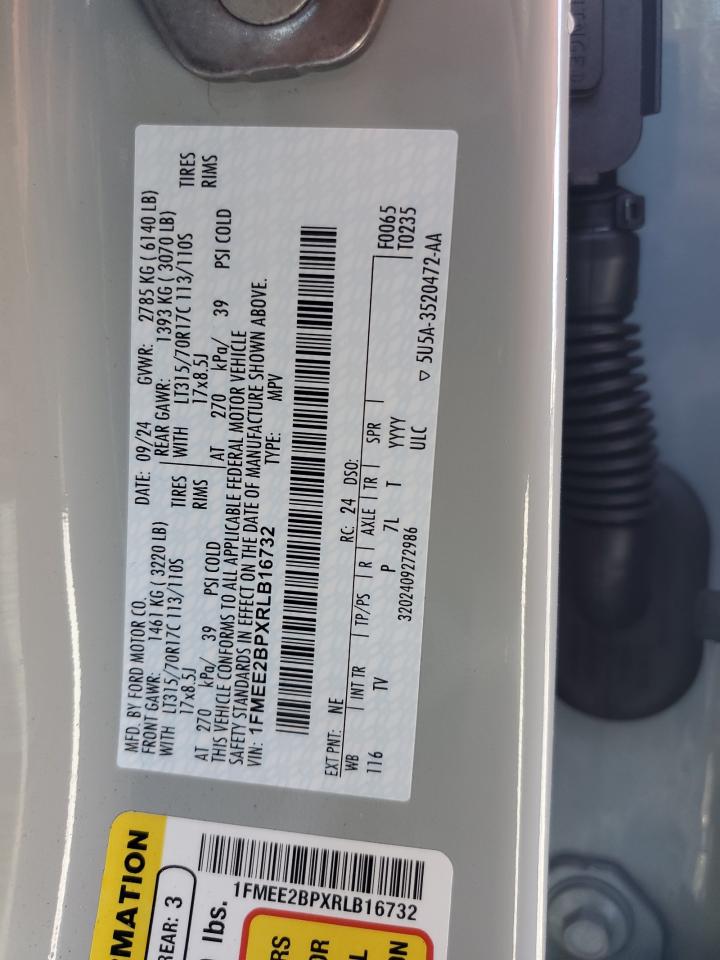 MFD. BY FORD MOTOR CO.
DATE: 09/24 GVWR: 2785 KG ( 6140 LB)
FRONT GAWR: 1461 KG ( 3220 LB)
REAR GAWR: 1393 KG ( 3070 LB)
WITH LT315/70R17C 113/110S TIRES
WITH LT315/70R17C 113/110S TIRES
17x8.5J RIMS
17x8.5J RIMS
AT 270 kPa/ 39 PSI COLD
AT 270 kPa/ 39 PSI COLD
THIS VEHICLE CONFORMS TO ALL APPLICABLE FEDERAL MOTOR VEHICLE
SAFETY STANDARDS IN EFFECT ON THE DATE OF MANUFACTURE SHOWN ABOVE.
VIN: 1FMEE2BPXRLB16732 TYPE: MPV
EXT PNT: NE RC: 24 DSO: F0065
WB INT TR TP/PS R AXLE TR SPR T0235
116 TV P 7L T YYYY
3202409272986 ULC ▽ 5U5A-3520472-AA
MATION
REAR: 3
lbs.
1FMEE2BPXRLB16732